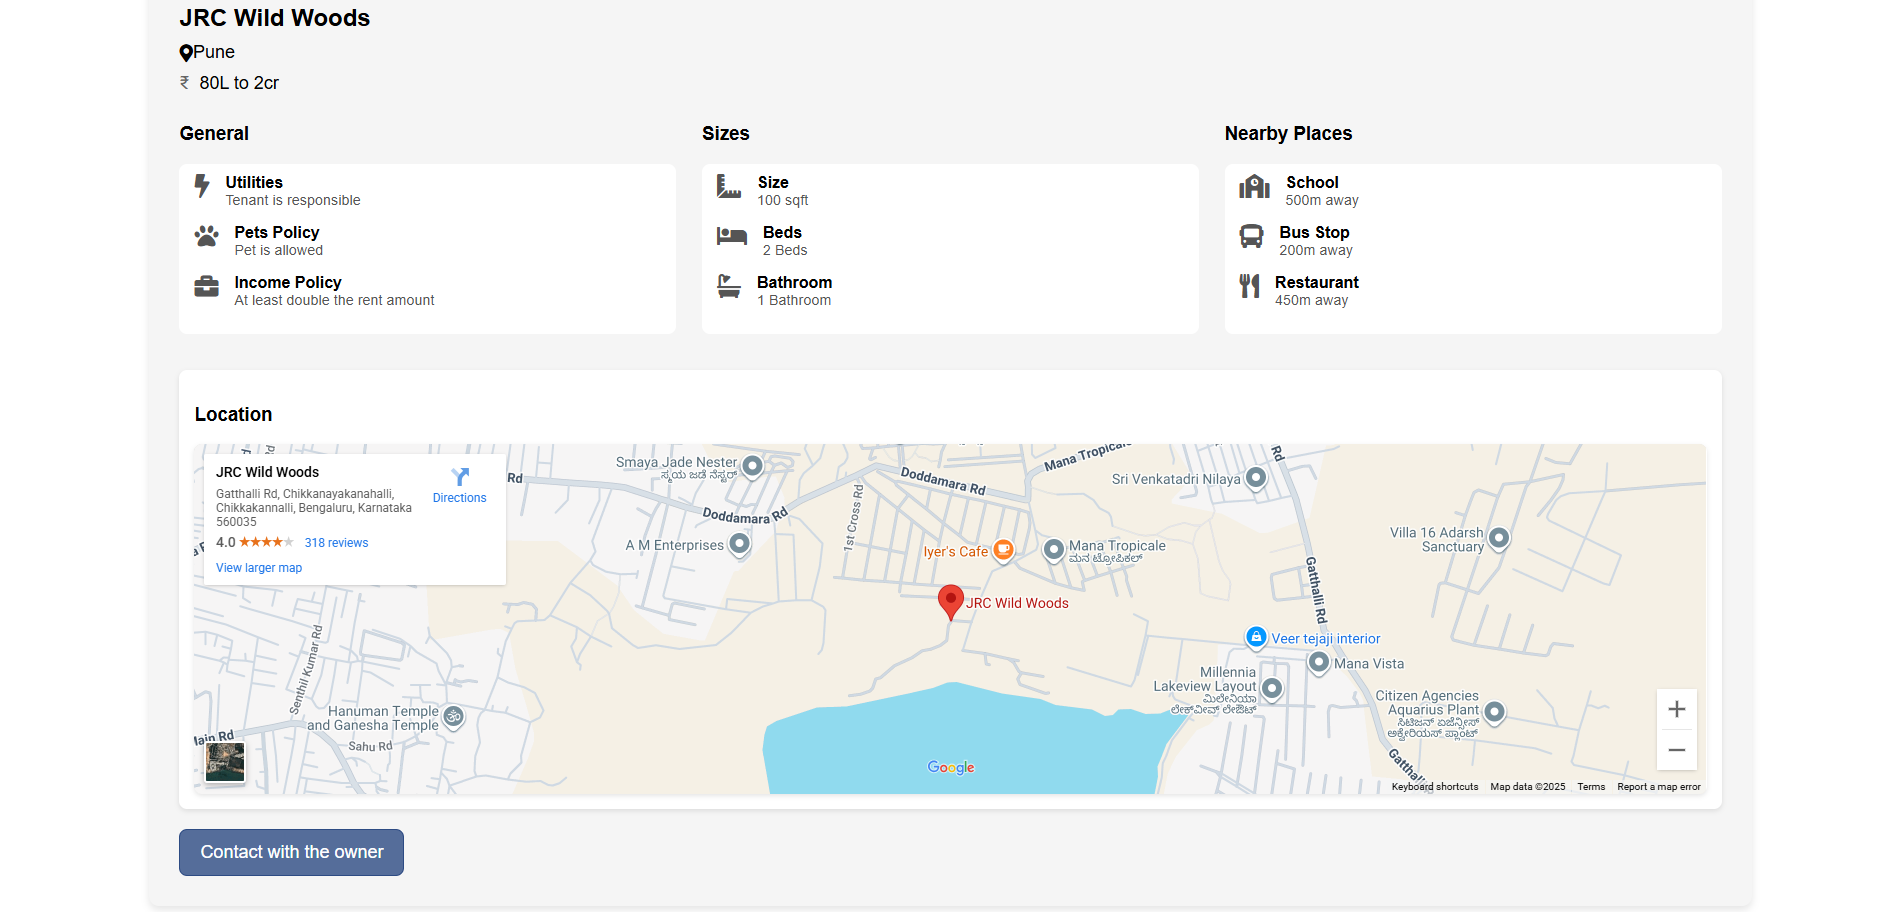 JRC Wild Woods
Pune
₹ 80L to 2cr
General
Utilities
Tenant is responsible
Pets Policy
Pet is allowed
Income Policy
At least double the rent amount
Sizes
Size
100 sqft
Beds
2 Beds
Bathroom
1 Bathroom
Nearby Places
School
500m away
Bus Stop
200m away
Restaurant
450m away
Location
JRC Wild Woods
Gatthalli Rd, Chikkanayakanahalli,
Chikkakannalli, Bengaluru, Karnataka
560035
4.0
318 reviews
View larger map
Directions
Rd
Smaya Jade Nester
ಸ್ಮಯ ಜಡೆ ನೆಸ್ಟರ್
Doddamara Rd
Mana Tropicale
Doddamara Rd
1st Cross Rd
Sri Venkatadri Nilaya
Rd
A M Enterprises
Iyer's Cafe
Mana Tropicale
ಮನ ಟ್ರೋಪಿಕಲ್
Villa 16 Adarsh
Sanctuary
Gatthalli Rd
JRC Wild Woods
Veer tejaji interior
Mana Vista
Millennia
Lakeview Layout
ಮಿಲೇನಿಯಾ
ಲೇಕ್‌ವೀವ್ ಲೇಔಟ್
Citizen Agencies
Aquarius Plant
ಸಿಟಿಜನ್ ಏಜೆನ್ಸೀಸ್
ಅಕ್ವೇರಿಯಸ್ ಪ್ಲಾಂಟ್
Senthil Kumar Rd
Hanuman Temple
and Ganesha Temple
Main Rd
Sahu Rd
Gatthalli
Google
Keyboard shortcuts
Map data ©2025
Terms
Report a map error
Contact with the owner